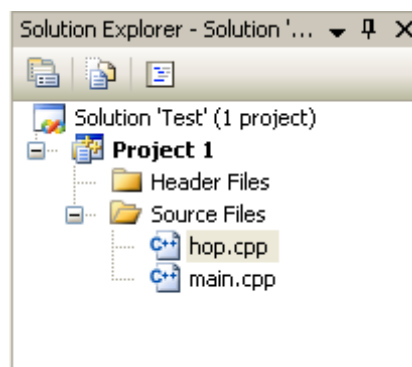 Solution Explorer - Solution '...
Solution 'Test' (1 project)
Project 1
Header Files
Source Files
C++ hop.cpp
C++ main.cpp